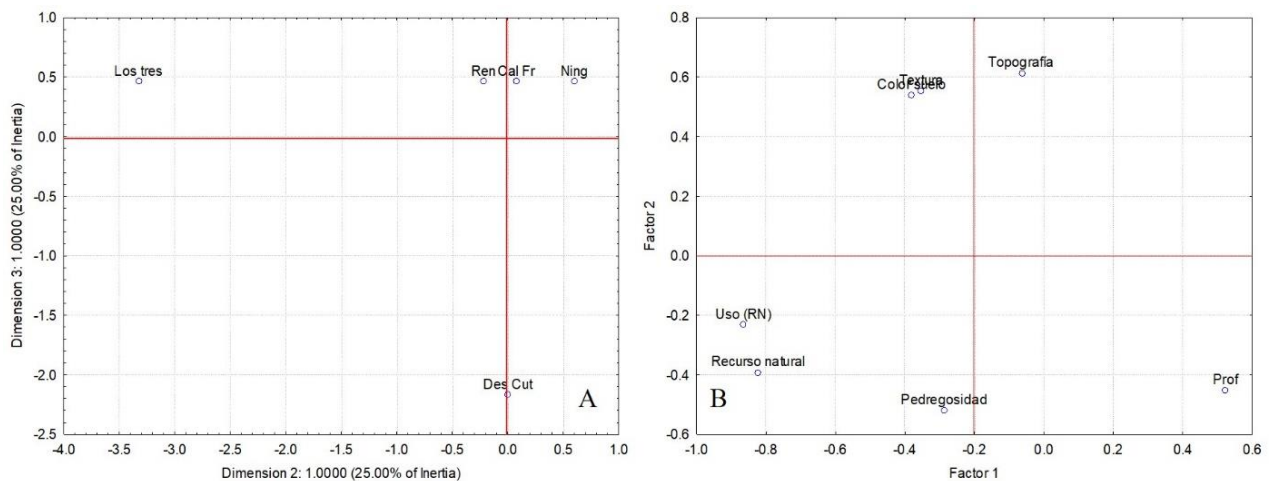 1.0
0.5
0.0
-0.5
-1.0
-1.5
-2.0
-2.5
Dimension 3: 1.0000 (25.00% of Inertia)
Los tres
Ren
Cal Fr
Ning
Des Cut
A
-4.0 -3.5 -3.0 -2.5 -2.0 -1.5 -1.0 -0.5 0.0 0.5 1.0
Dimension 2: 1.0000 (25.00% of Inertia)
0.8
0.6
0.4
0.2
0.0
-0.2
-0.4
-0.6
Factor 2
Topografía
Textura
Color suelo
Uso (RN)
Recurso natural
Prof
Pedregosidad
B
-1.0 -0.8 -0.6 -0.4 -0.2 0.0 0.2 0.4 0.6
Factor 1